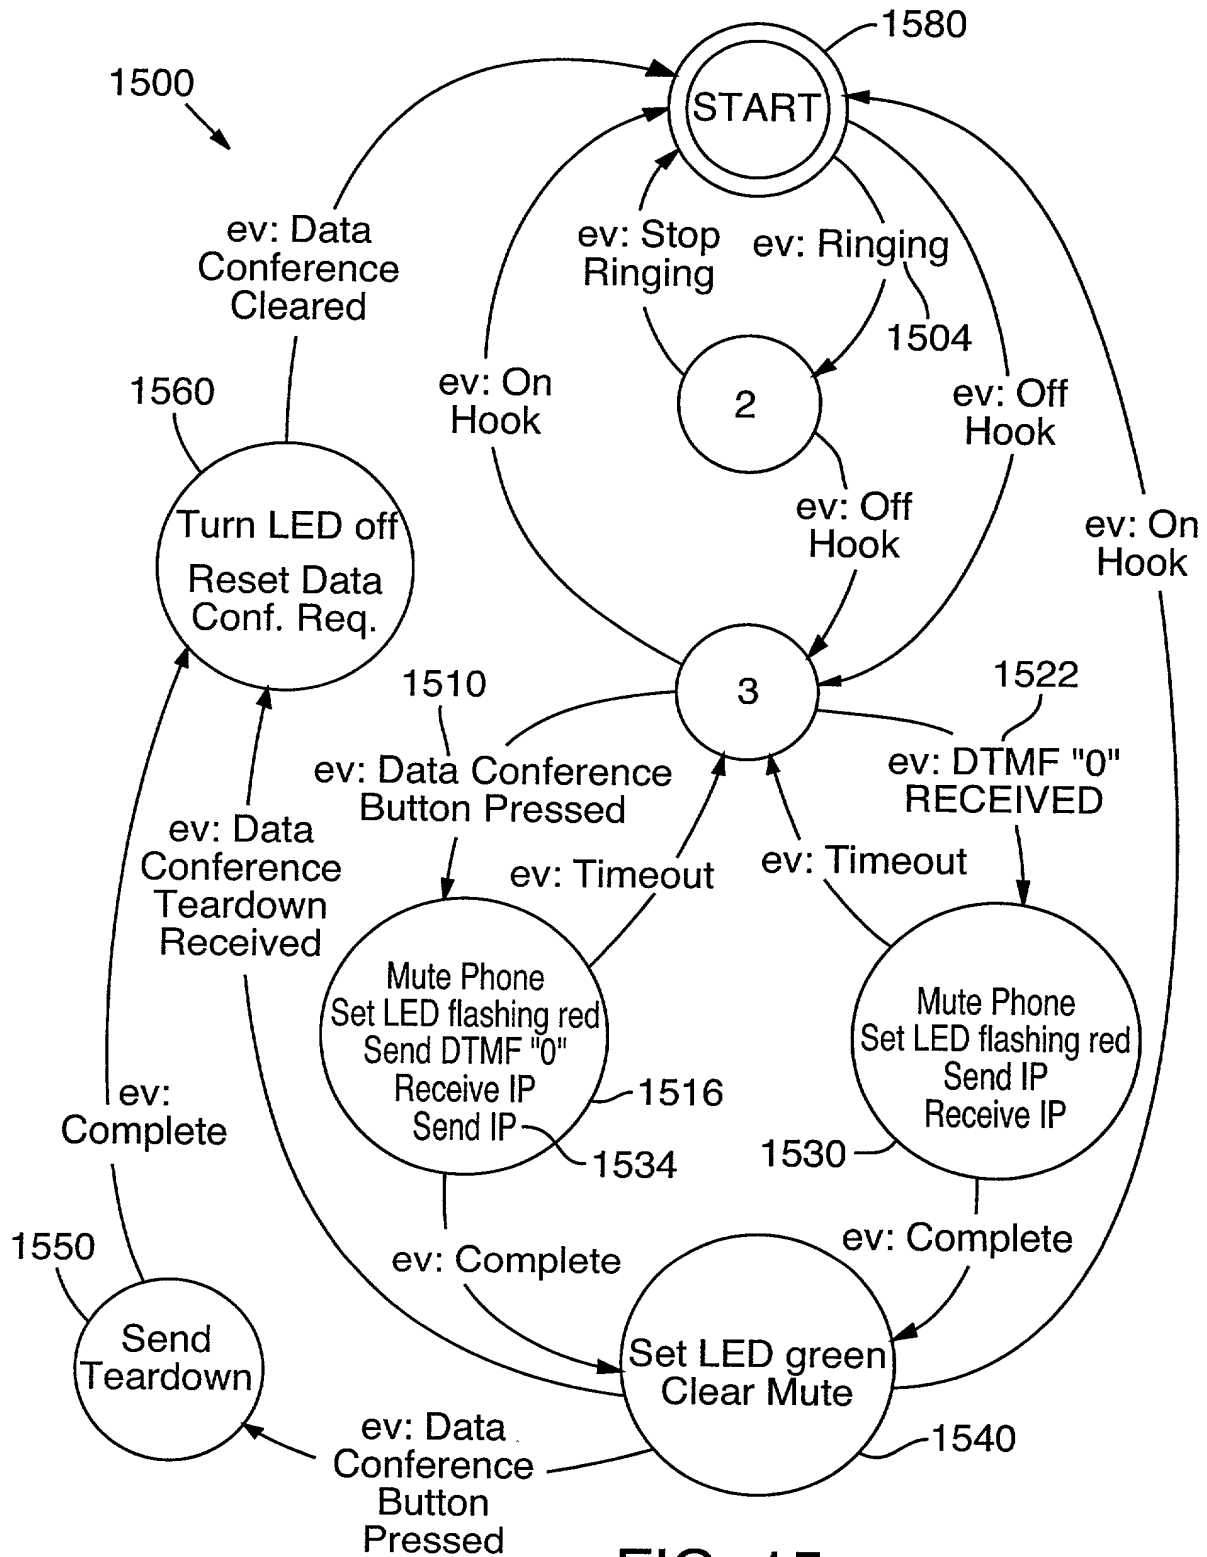 1580
1500
START
ev: Data
Conference
Cleared
ev: Stop
Ringing
ev: Ringing
1504
1560
ev: On
Hook
2
ev: Off
Hook
ev: Off
Hook
ev: On
Hook
Turn LED off
Reset Data
Conf. Req.
1510
3
1522
ev: Data Conference
Button Pressed
ev: DTMF "0"
RECEIVED
ev: Data
Conference
Teardown
Received
ev: Timeout
ev: Timeout
Mute Phone
Set LED flashing red
Send DTMF "0"
Receive IP
Send IP
1516
1534
Mute Phone
Set LED flashing red
Send IP
Receive IP
1530
ev:
Complete
1550
ev: Complete
ev: Complete
Send
Teardown
Set LED green
Clear Mute
1540
ev: Data
Conference
Button
Pressed
FIG. 15